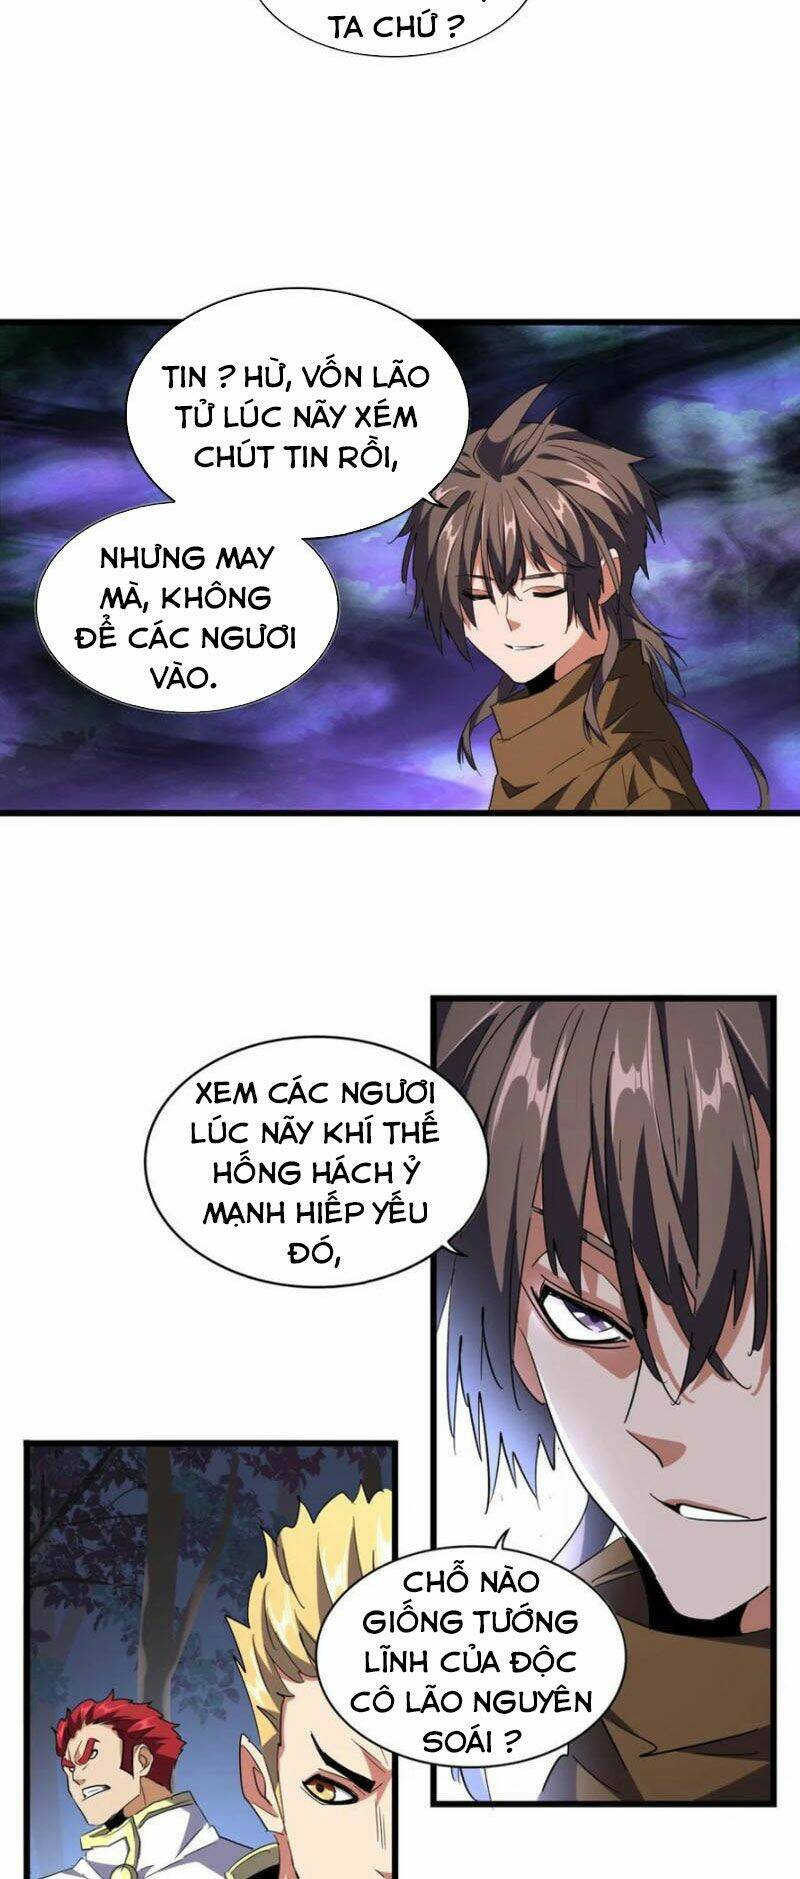 TA CHỨ ?
TIN ? HỪ, VỐN LÃO
TỬ LÚC NÃY XÉM
CHÚT TIN RỒI,
NHƯNG MAY
MÀ, KHÔNG
ĐỂ CÁC NGƯƠI
VÀO.
XEM CÁC NGƯƠI
LÚC NÃY KHÍ THẾ
HỐNG HÁCH Ỷ
MẠNH HIẾP YẾU
ĐÓ,
CHỖ NÀO
GIỐNG TƯỚNG
LĨNH CỦA ĐỘC
CÔ LÃO NGUYÊN
SOÁI ?